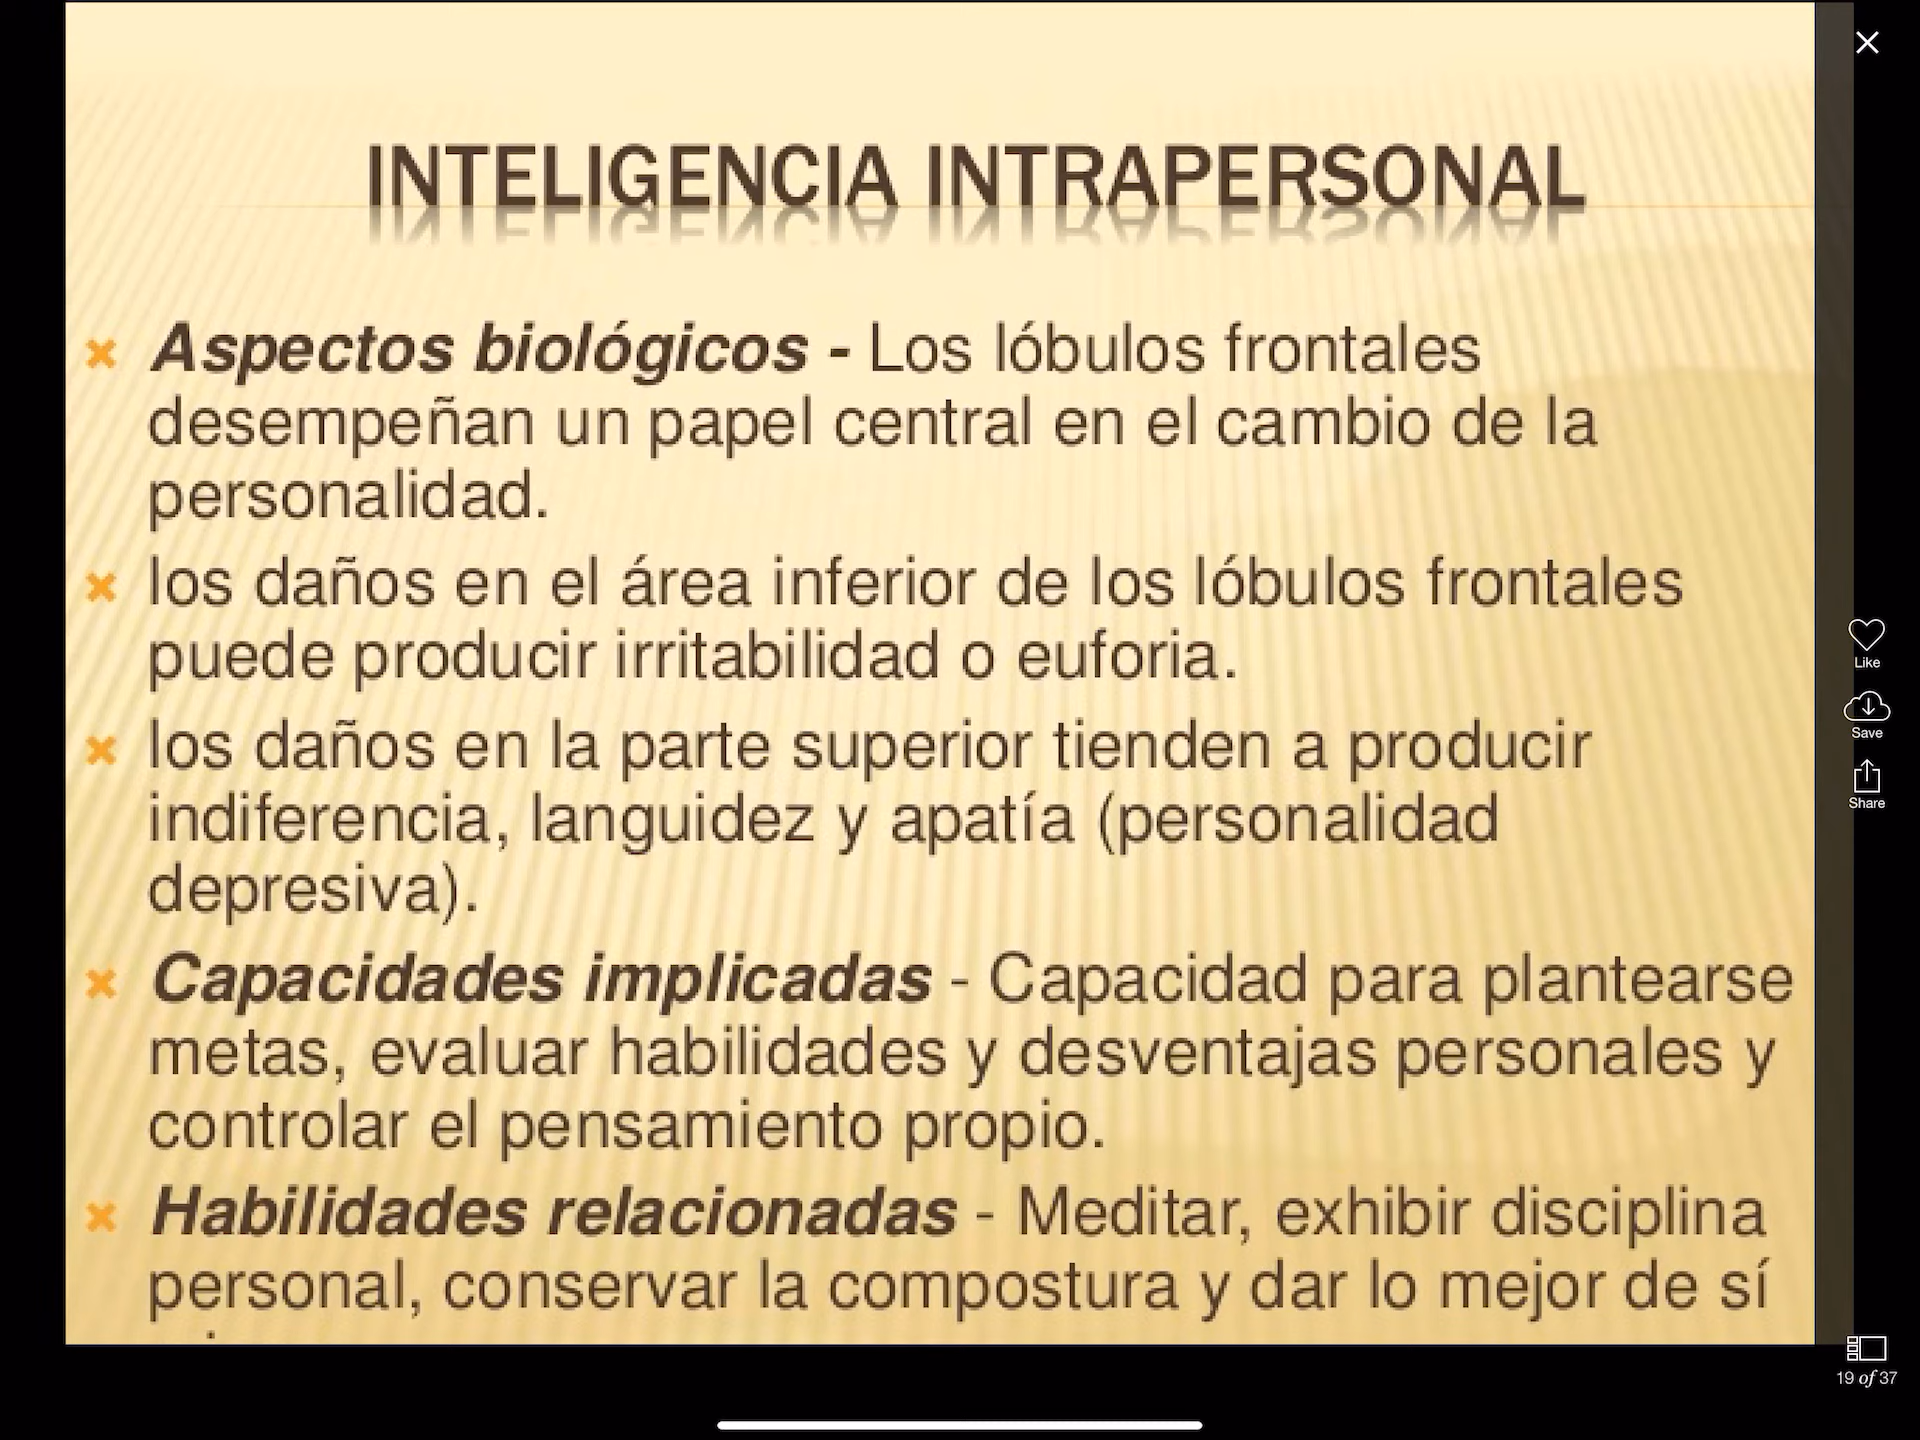 INTELIGENCIA INTRAPERSONAL
Aspectos biológicos - Los lóbulos frontales
desempeñan un papel central en el cambio de la
personalidad.
los daños en el área inferior de los lóbulos frontales
puede producir irritabilidad o euforia.
los daños en la parte superior tienden a producir
indiferencia, languidez y apatía (personalidad
depresiva).
Capacidades implicadas - Capacidad para plantearse
metas, evaluar habilidades y desventajas personales y
controlar el pensamiento propio.
Habilidades relacionadas - Meditar, exhibir disciplina
personal, conservar la compostura y dar lo mejor de sí
Like
Save
Share
19 of 37